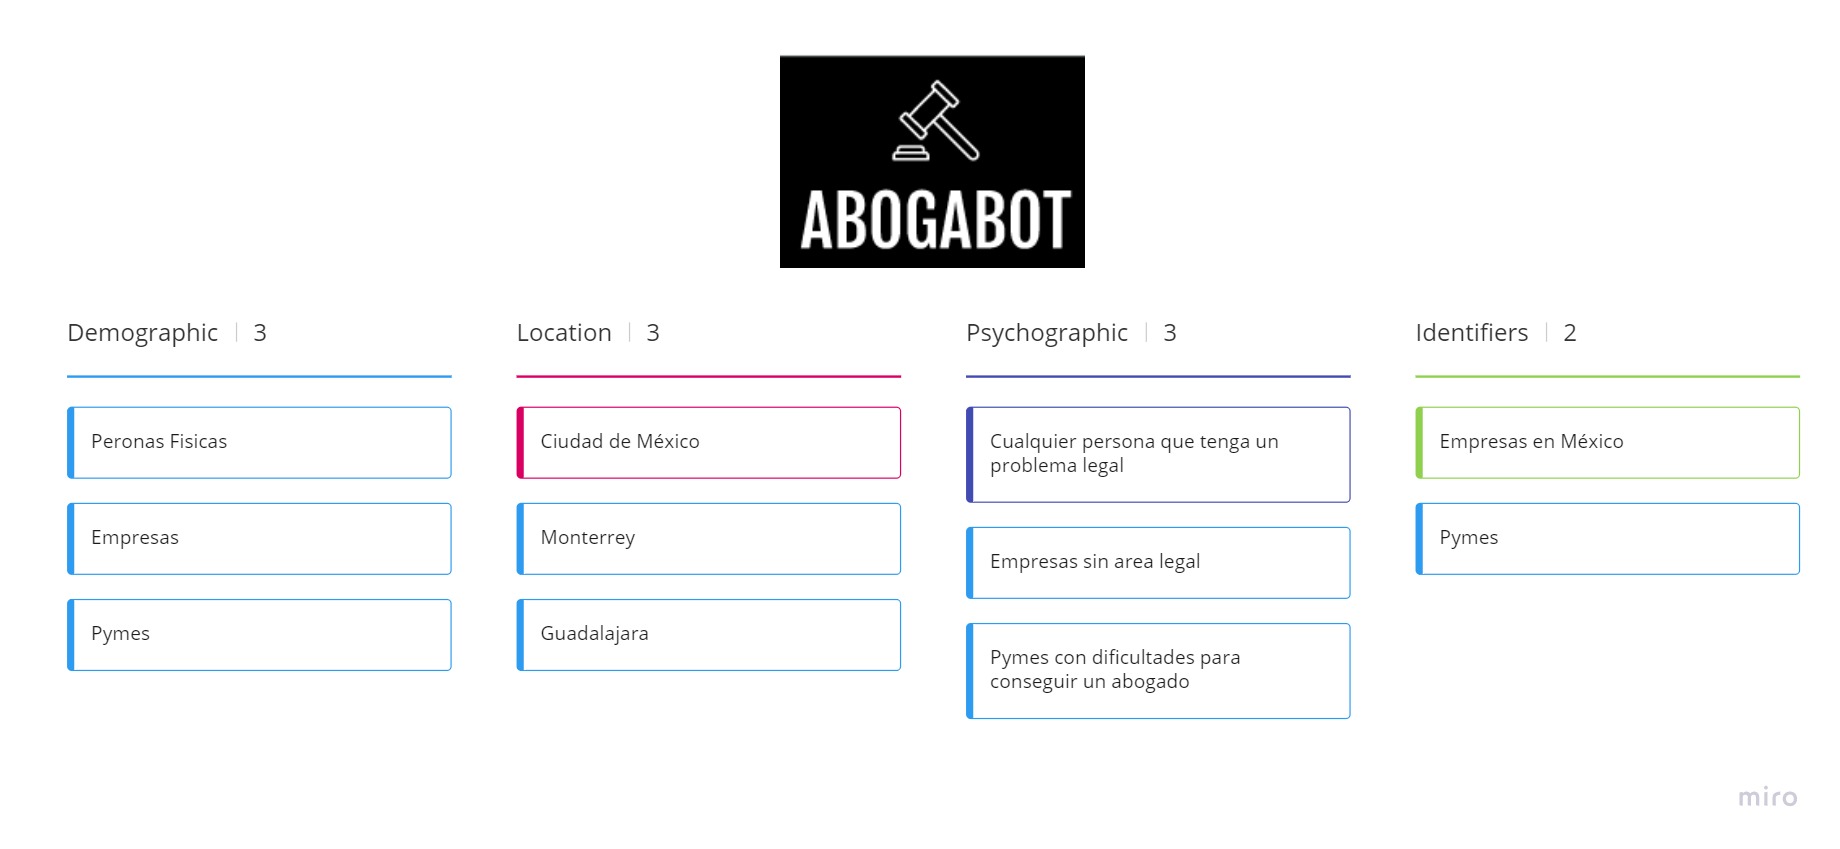 ABOGABOT
Demographic 3
Peronas Fisicas
Empresas
Pymes
Location 3
Ciudad de México
Monterrey
Guadalajara
Psychographic 3
Cualquier persona que tenga un
problema legal
Empresas sin area legal
Pymes con dificultades para
conseguir un abogado
Identifiers 2
Empresas en México
Pymes
miro